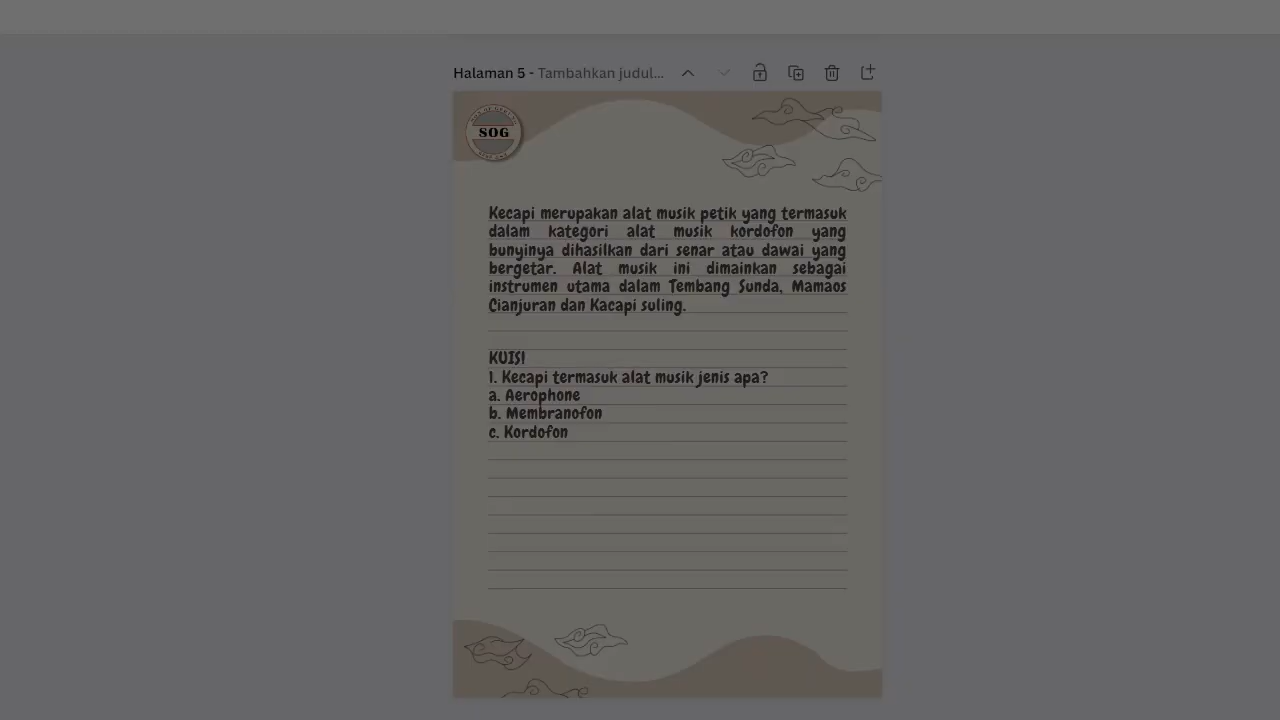 Halaman 5 - Tambahkan judul...
SOG
Kecapi merupakan alat musik petik yang termasuk
dalam kategori alat musik kordofon yang
bunyinya dihasilkan dari senar atau dawai yang
bergetar. Alat musik ini dimainkan sebagai
instrumen utama dalam Tembang Sunda, Mamaos
Cianjuran dan Kacapi suling.
KUIS!
1. Kecapi termasuk alat musik jenis apa?
a. Aerophone
b. Membranofon
c. Kordofon